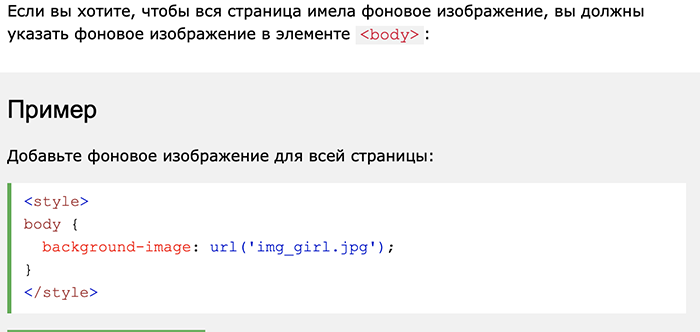 Если вы хотите, чтобы вся страница имела фоновое изображение, вы должны
указать фоновое изображение в элементе <body>:
Пример
Добавьте фоновое изображение для всей страницы:
<style>
body {
  background-image: url('img_girl.jpg');
}
</style>